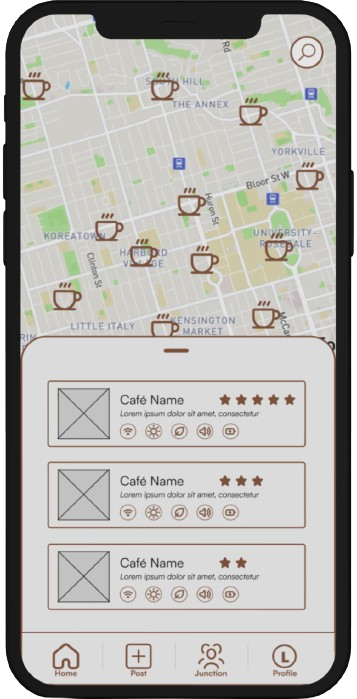 Rd
SOUTH HILL
THE ANNEX
YORKVILLE
Bloor St W
Huron St
KOREATOWN
HARBORD
VILLAGE
UNIVERSITY-
ROSEDALE
Clinton St
LITTLE ITALY
KENSINGTON
MARKET
Café Name
Lorem ipsum dolor sit amet, consectetur
Café Name
Lorem ipsum dolor sit amet, consectetur
Café Name
Lorem ipsum dolor sit amet, consectetur
Home
Post
Junction
L
Profile